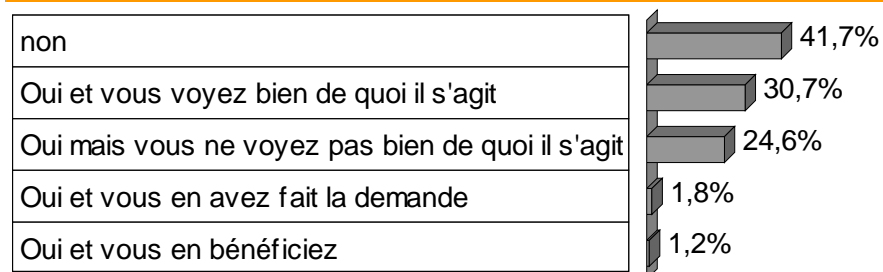 non 41,7%
Oui et vous voyez bien de quoi il s'agit 30,7%
Oui mais vous ne voyez pas bien de quoi il s'agit 24,6%
Oui et vous en avez fait la demande 1,8%
Oui et vous en bénéficiez 1,2%